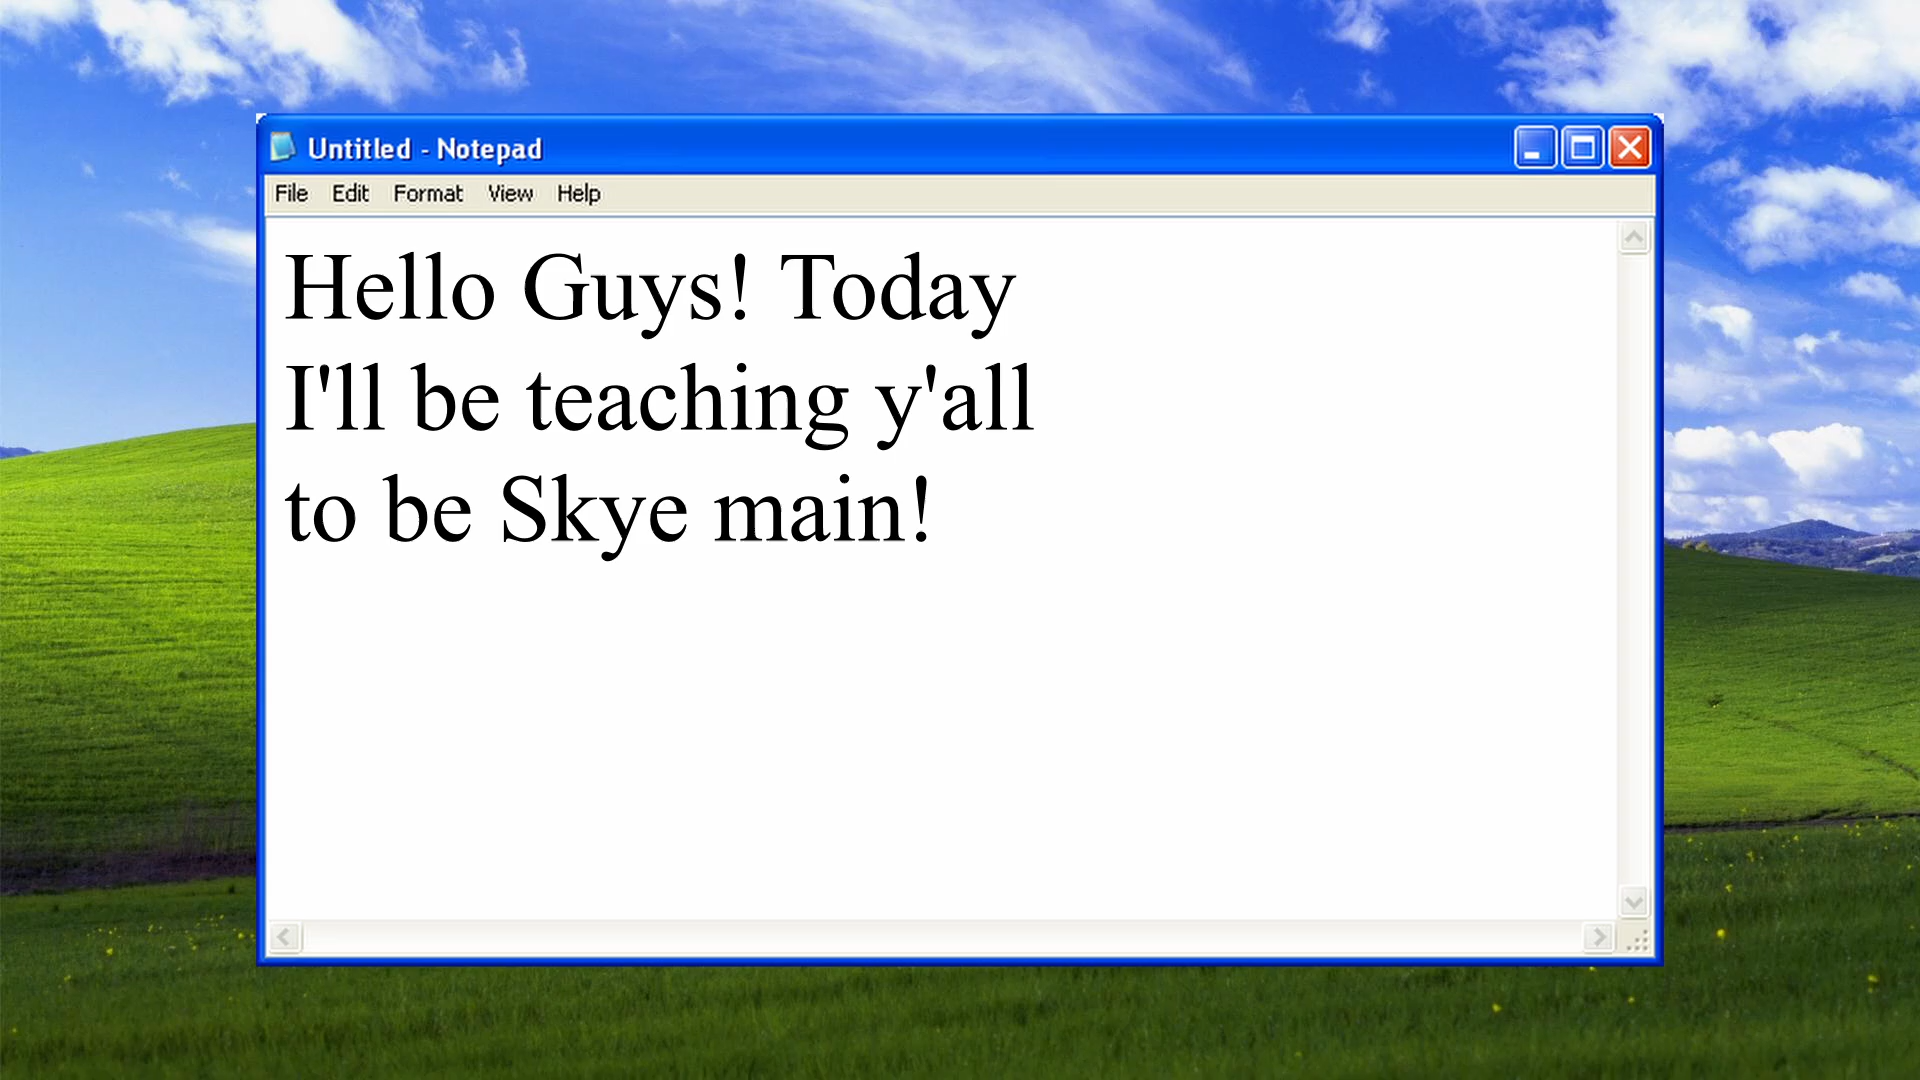 Untitled - Notepad
File Edit Format View Help
Hello Guys! Today
I'll be teaching y'all
to be Skye main!